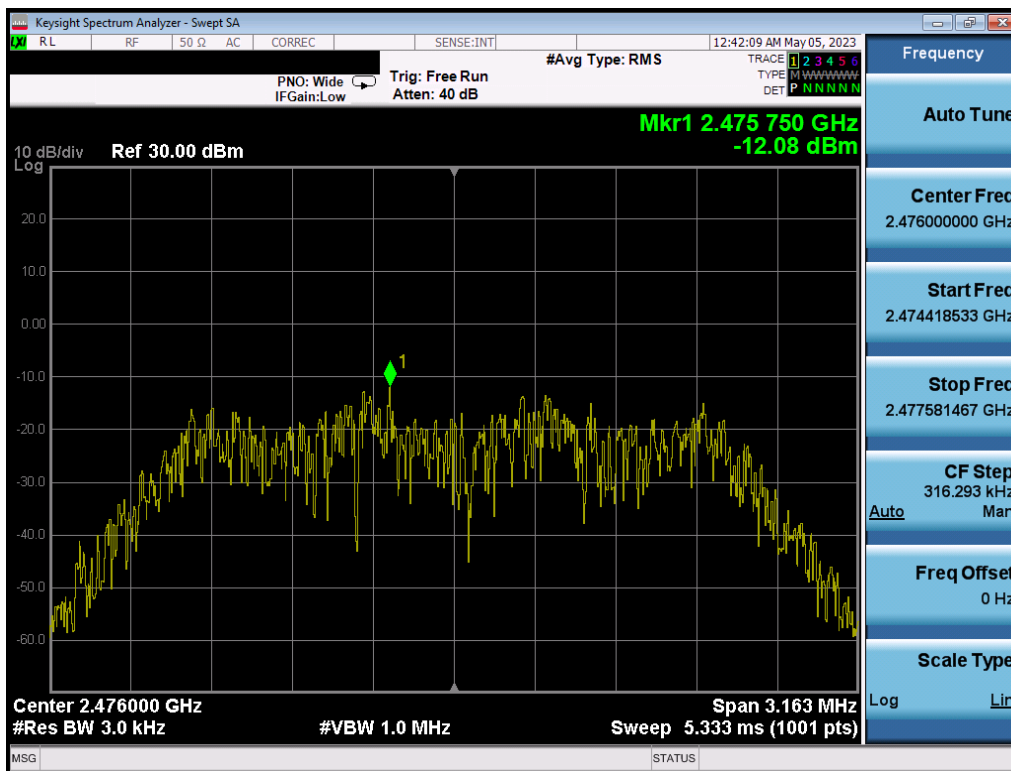 Keysight Spectrum Analyzer - Swept SA
LXI RL RF 50 Ω AC CORREC SENSE:INT 12:42:09 AM May 05, 2023
#Avg Type: RMS TRACE 1 2 3 4 5 6
PNO: Wide Trig: Free Run TYPE M W W W W W
IFGain:Low Atten: 40 dB DET P N N N N N
Mkr1 2.475 750 GHz
-12.08 dBm
10 dB/div Ref 30.00 dBm
Log
20.0
10.0
0.00
-10.0
1
-20.0
-30.0
-40.0
-50.0
-60.0
Center 2.476000 GHz Span 3.163 MHz
#Res BW 3.0 kHz #VBW 1.0 MHz Sweep 5.333 ms (1001 pts)
MSG STATUS
Frequency
Auto Tune
Center Freq
2.476000000 GHz
Start Freq
2.474418533 GHz
Stop Freq
2.477581467 GHz
CF Step
316.293 kHz
Auto Man
Freq Offset
0 Hz
Scale Type
Log Lin